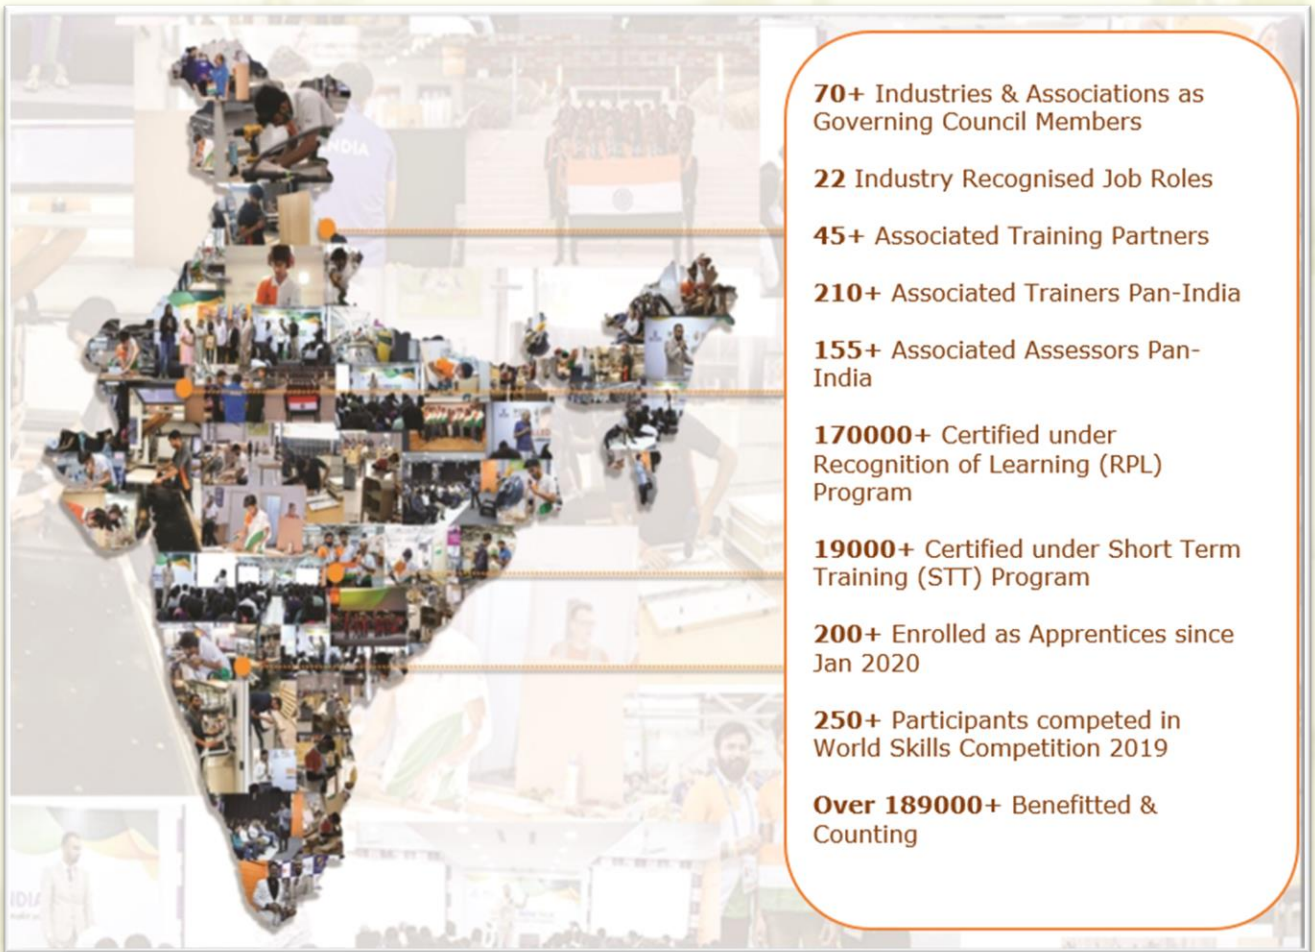 70+ Industries & Associations as
Governing Council Members
22 Industry Recognised Job Roles
45+ Associated Training Partners
210+ Associated Trainers Pan-India
155+ Associated Assessors Pan-
India
170000+ Certified under
Recognition of Learning (RPL)
Program
19000+ Certified under Short Term
Training (STT) Program
200+ Enrolled as Apprentices since
Jan 2020
250+ Participants competed in
World Skills Competition 2019
Over 189000+ Benefitted &
Counting
INDIA